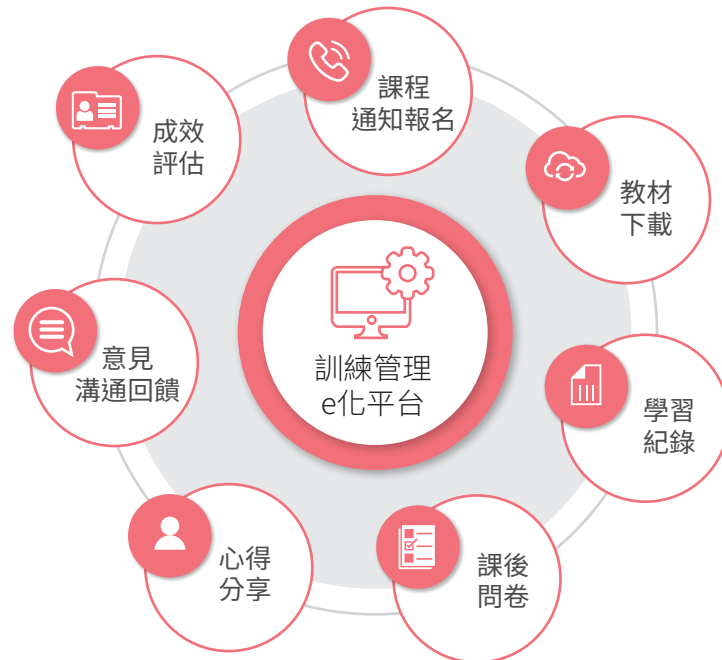 課程
通知報名
教材
下載
學習
紀錄
課後
問卷
心得
分享
意見
溝通回饋
成效
評估
訓練管理
e化平台